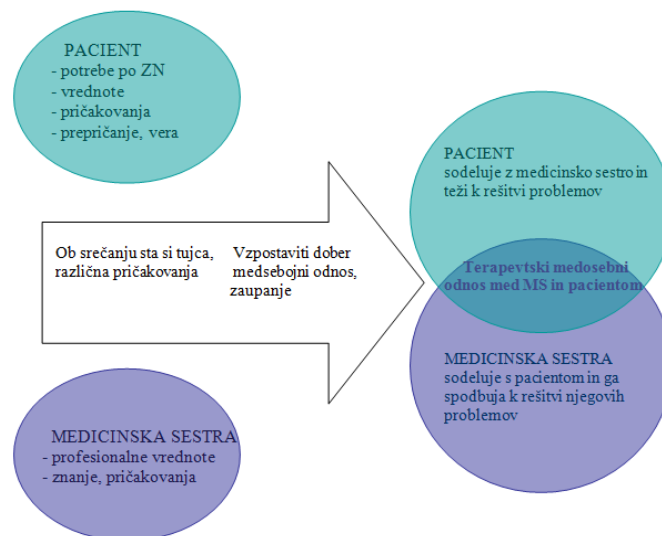 PACIENT
- potrebe po ZN
- vrednote
- pričakovanja
- prepričanje, vera
Ob srečanju sta si tujca,
različna pričakovanja
Vzpostaviti dober
medsebojni odnos,
zaupanje
MEDICINSKA SESTRA
- profesionalne vrednote
- znanje, pričakovanja
PACIENT
sodeluje z medicinsko sestro in
teži k rešitvi problemov
Terapevtski medosebni
odnos med MS in pacientom
MEDICINSKA SESTRA
sodeluje s pacientom in ga
spodbuja k rešitvi njegovih
problemov